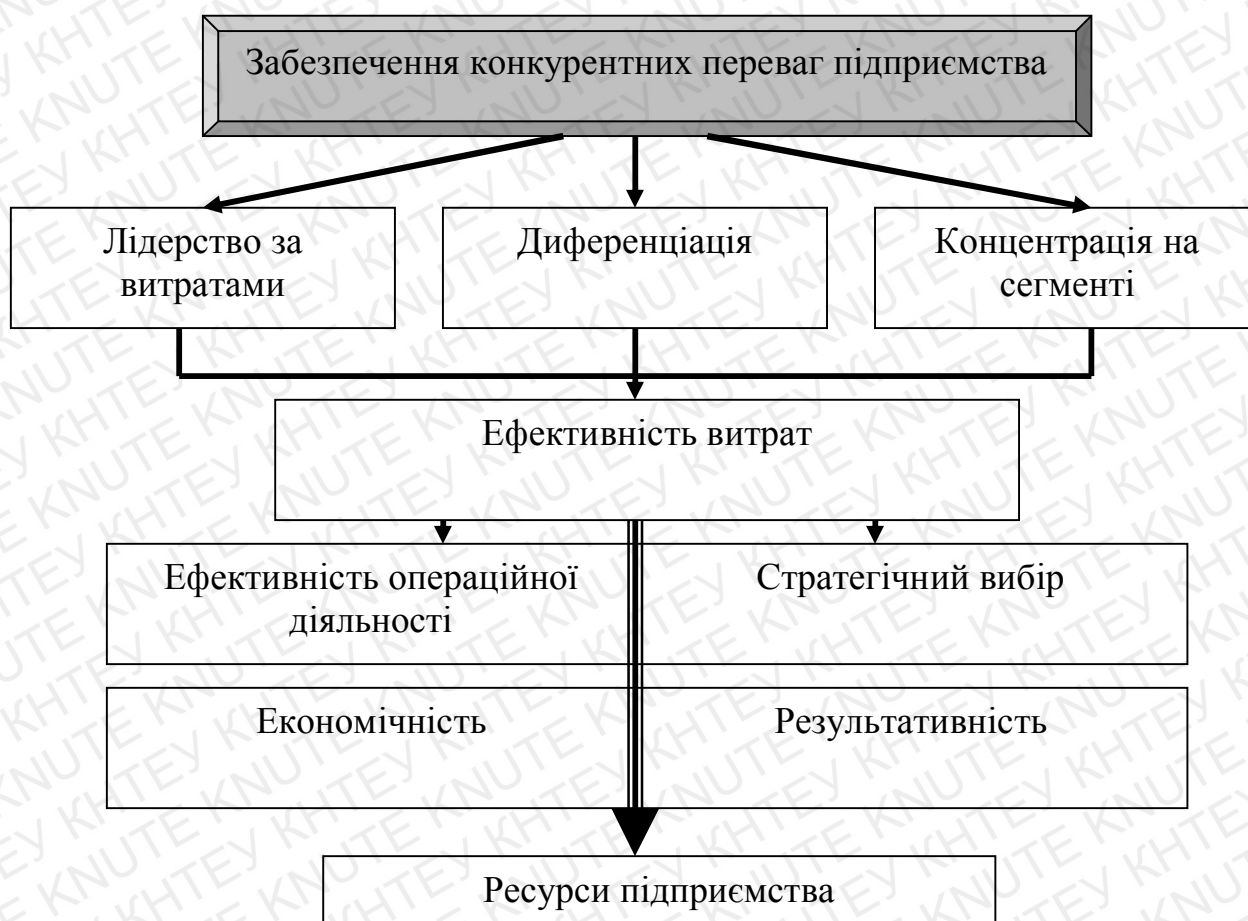 Забезпечення конкурентних переваг підприємства
Лідерство за
витратами
Диференціація
Концентрація на
сегменті
Ефективність витрат
Ефективність операційної
діяльності
Стратегічний вибір
Економічність
Результативність
Ресурси підприємства